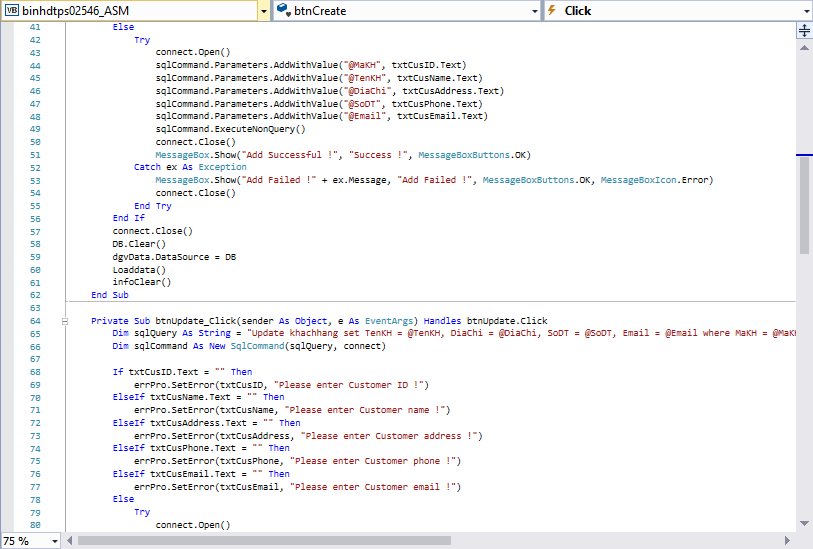 VB binhdtps02546_ASM btnCreate Click
41 Else
42 Try
43 connect.Open()
44 sqlCommand.Parameters.AddWithValue("@MaKH", txtCusID.Text)
45 sqlCommand.Parameters.AddWithValue("@TenKH", txtCusName.Text)
46 sqlCommand.Parameters.AddWithValue("@DiaChi", txtCusAddress.Text)
47 sqlCommand.Parameters.AddWithValue("@SoDT", txtCusPhone.Text)
48 sqlCommand.Parameters.AddWithValue("@Email", txtCusEmail.Text)
49 sqlCommand.ExecuteNonQuery()
50 connect.Close()
51 MessageBox.Show("Add Successful !", "Success !", MessageBoxButtons.OK)
52 Catch ex As Exception
53 MessageBox.Show("Add Failed !" + ex.Message, "Add Failed !", MessageBoxButtons.OK, MessageBoxIcon.Error)
54 connect.Close()
55 End Try
56 End If
57 connect.Close()
58 DB.Clear()
59 dgvData.DataSource = DB
60 Loaddata()
61 infoClear()
62 End Sub
63
64 Private Sub btnUpdate_Click(sender As Object, e As EventArgs) Handles btnUpdate.Click
65 Dim sqlQuery As String = "Update khachhang set TenKH = @TenKH, DiaChi = @DiaChi, SoDT = @SoDT, Email = @Email where MaKH = @MaKH
66 Dim sqlCommand As New SqlCommand(sqlQuery, connect)
67
68 If txtCusID.Text = "" Then
69 errPro.SetError(txtCusID, "Please enter Customer ID !")
70 ElseIf txtCusName.Text = "" Then
71 errPro.SetError(txtCusName, "Please enter Customer name !")
72 ElseIf txtCusAddress.Text = "" Then
73 errPro.SetError(txtCusAddress, "Please enter Customer address !")
74 ElseIf txtCusPhone.Text = "" Then
75 errPro.SetError(txtCusPhone, "Please enter Customer phone !")
76 ElseIf txtCusEmail.Text = "" Then
77 errPro.SetError(txtCusEmail, "Please enter Customer email !")
78 Else
79 Try
80 connect.Open()
75 %